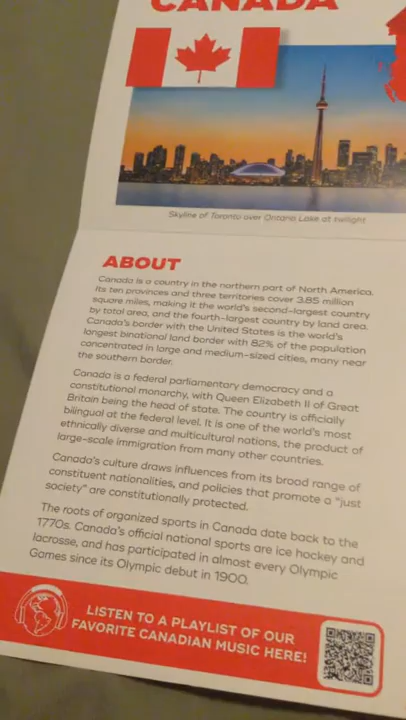 CANADA
Skyline of Toronto over Ontario Lake at twilight
ABOUT
Canada is a country in the northern part of North America.
Its ten provinces and three territories cover 3.85 million
square miles, making it the world's second-largest country
by total area, and the fourth-largest country by land area.
Canada's border with the United States is the world's
longest binational land border with 82% of the population
concentrated in large and medium-sized cities, many near
the southern border.
Canada is a federal parliamentary democracy and a
constitutional monarchy, with Queen Elizabeth II of Great
Britain being the head of state. The country is officially
bilingual at the federal level. It is one of the world's most
ethnically diverse and multicultural nations, the product of
large-scale immigration from many other countries.
Canada's culture draws influences from its broad range of
constituent nationalities, and policies that promote a "just
society" are constitutionally protected.
The roots of organized sports in Canada date back to the
1770s. Canada's official national sports are ice hockey and
lacrosse, and has participated in almost every Olympic
Games since its Olympic debut in 1900.
LISTEN TO A PLAYLIST OF OUR
FAVORITE CANADIAN MUSIC HERE!